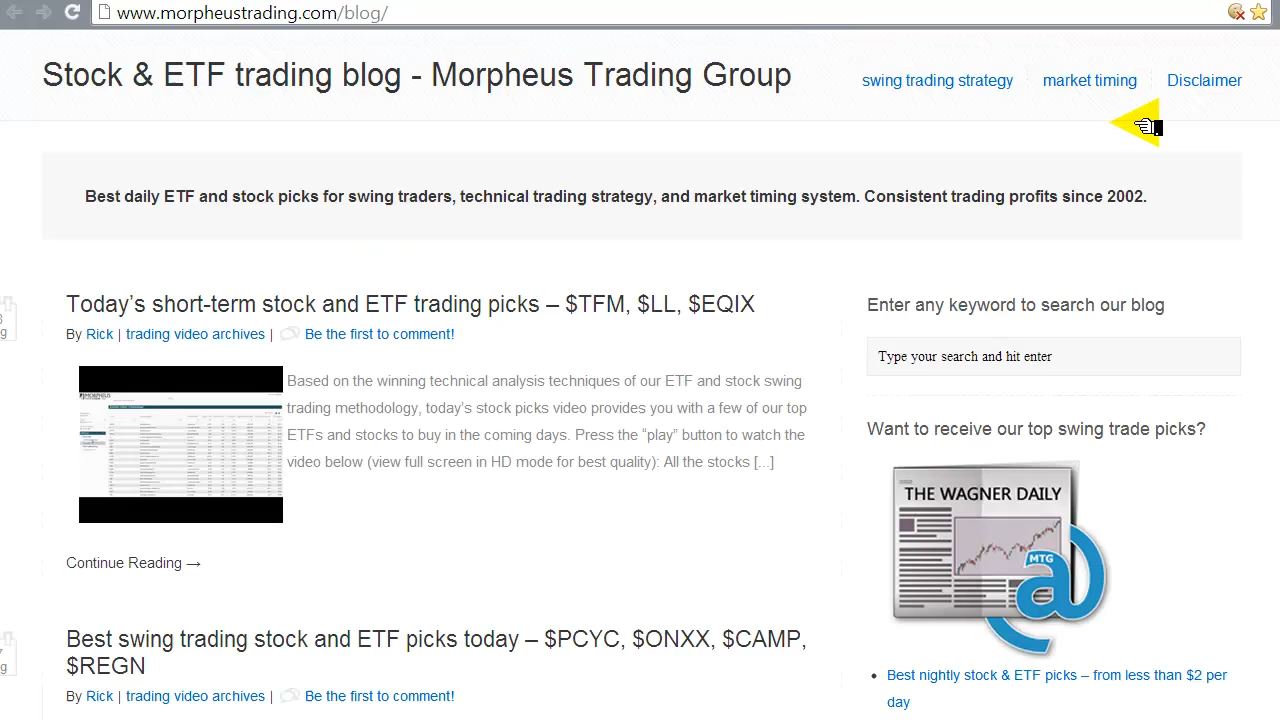 www.morpheustrading.com/blog/
Stock & ETF trading blog - Morpheus Trading Group
swing trading strategy
market timing
Disclaimer
Best daily ETF and stock picks for swing traders, technical trading strategy, and market timing system. Consistent trading profits since 2002.
Today’s short-term stock and ETF trading picks – $TFM, $LL, $EQIX
By Rick | trading video archives | Be the first to comment!
Based on the winning technical analysis techniques of our ETF and stock swing
trading methodology, today’s stock picks video provides you with a few of our top
ETFs and stocks to buy in the coming days. Press the “play” button to watch the
video below (view full screen in HD mode for best quality): All the stocks [...]
Continue Reading →
Best swing trading stock and ETF picks today – $PCYC, $ONXX, $CAMP,
$REGN
By Rick | trading video archives | Be the first to comment!
Enter any keyword to search our blog
Type your search and hit enter
Want to receive our top swing trade picks?
THE WAGNER DAILY
MTG
Best nightly stock & ETF picks – from less than $2 per
day